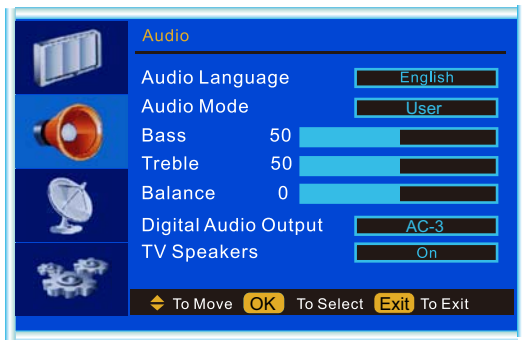 Audio
Audio Language English
Audio Mode User
Bass 50
Treble 50
Balance 0
Digital Audio Output AC-3
TV Speakers On
To Move OK To Select Exit To Exit